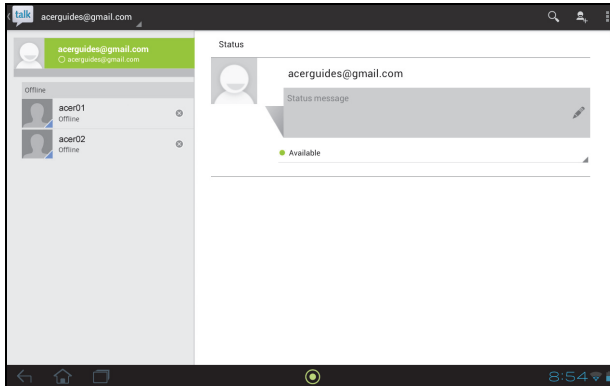 talk acerguides@gmail.com
acerguides@gmail.com
acerguides@gmail.com
Offline
acer01
Offline
acer02
Offline
Status
acerguides@gmail.com
Status message
Available
8:54